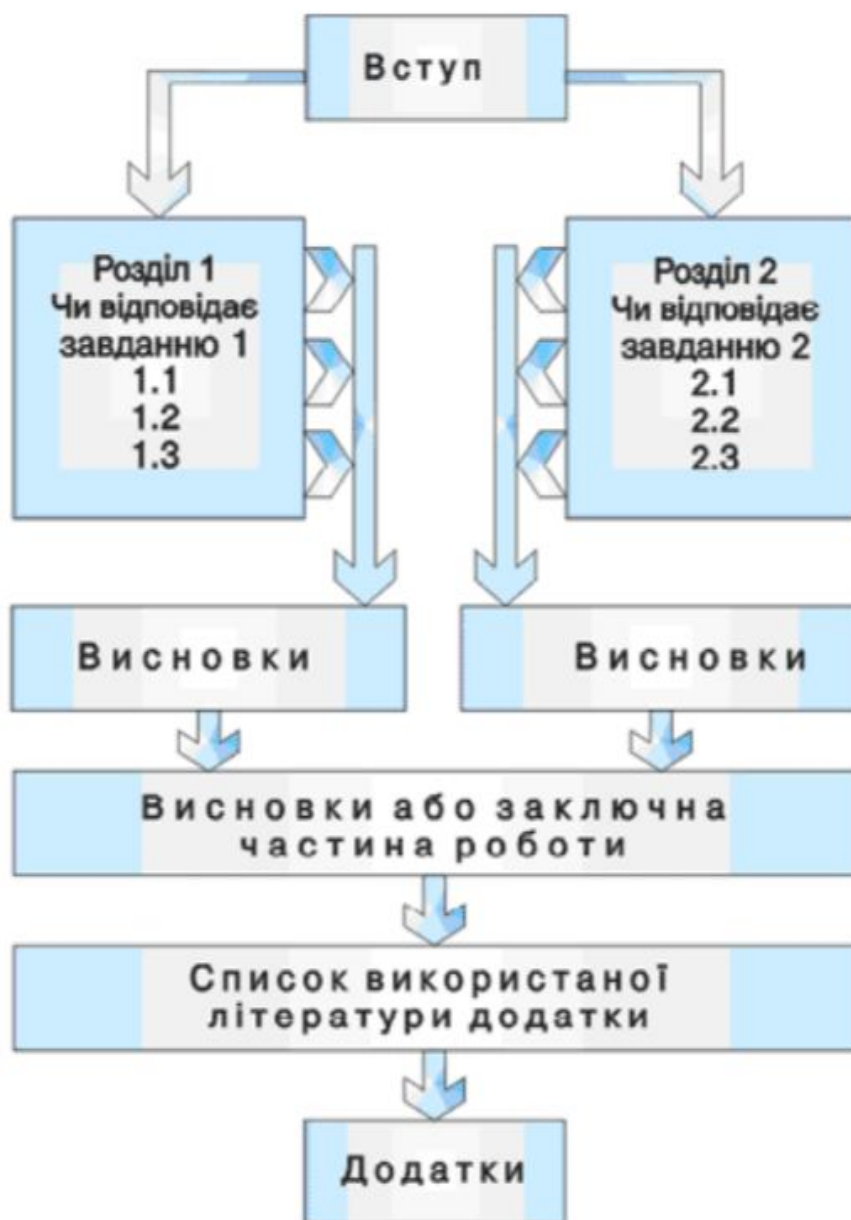 Вступ
Розділ 1
Чи відповідає
завданню 1
1.1
1.2
1.3
Розділ 2
Чи відповідає
завданню 2
2.1
2.2
2.3
Висновки
Висновки
Висновки або заключна
частина роботи
Список використаної
літератури додатки
Додатки